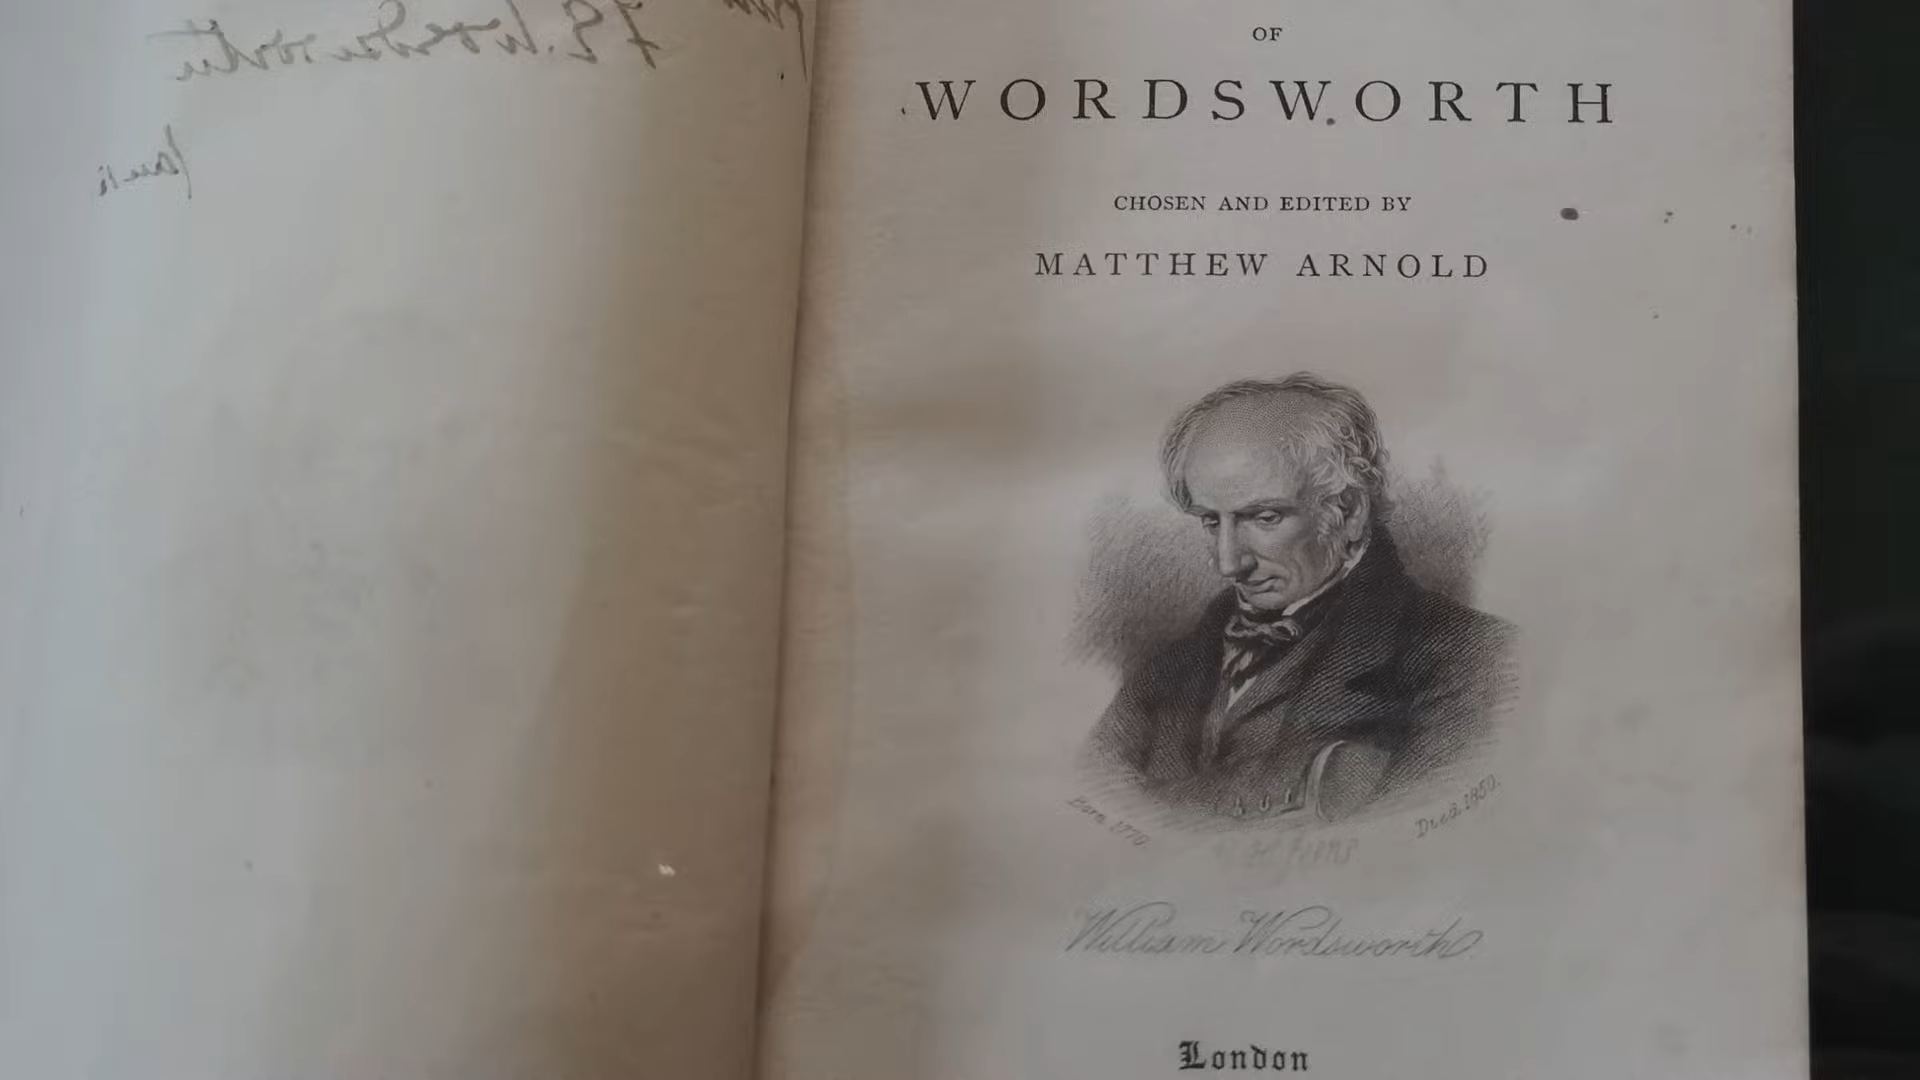 OF
WORDSWORTH
CHOSEN AND EDITED BY
MATTHEW ARNOLD
Born, 1770
Died, 1850.
William Wordsworth
London